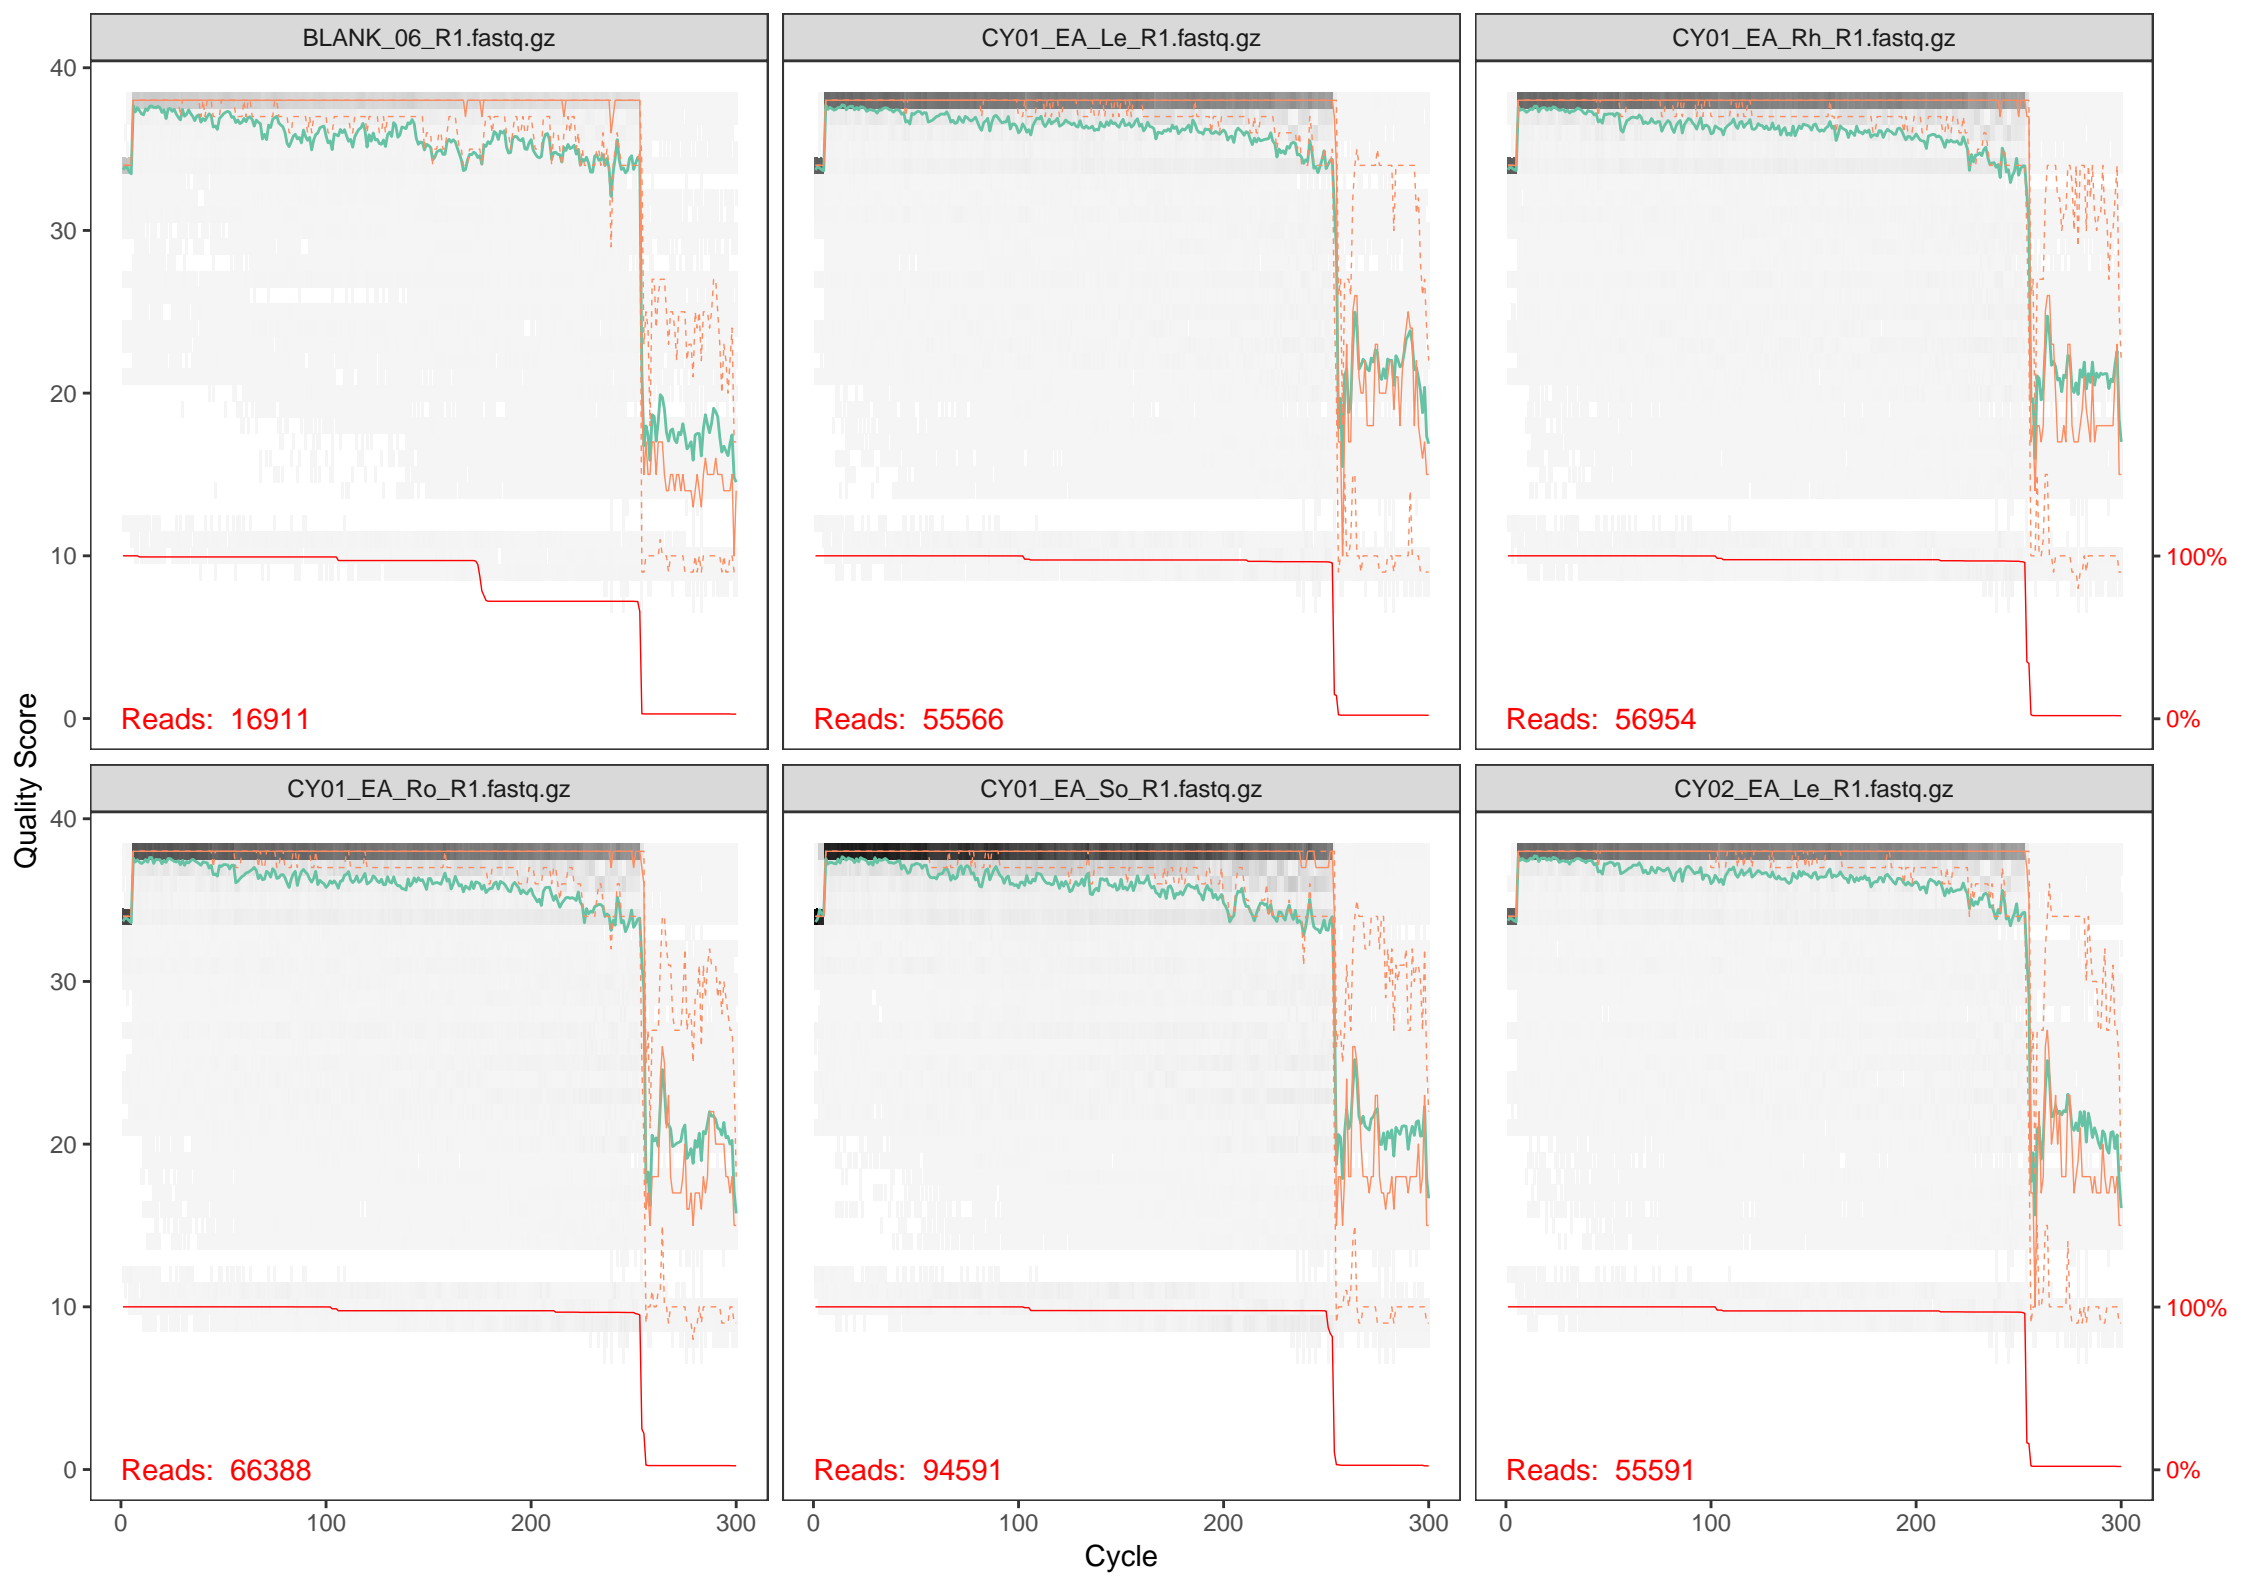 BLANK_06_R1.fastq.gz
CY01_EA_Le_R1.fastq.gz
CY01_EA_Rh_R1.fastq.gz
40
30
20
10
0
100%
0%
Reads: 16911
Reads: 55566
Reads: 56954
Quality Score
CY01_EA_Ro_R1.fastq.gz
CY01_EA_So_R1.fastq.gz
CY02_EA_Le_R1.fastq.gz
40
30
20
10
0
100%
0%
Reads: 66388
Reads: 94591
Reads: 55591
0 100 200 300
0 100 200 300
0 100 200 300
Cycle